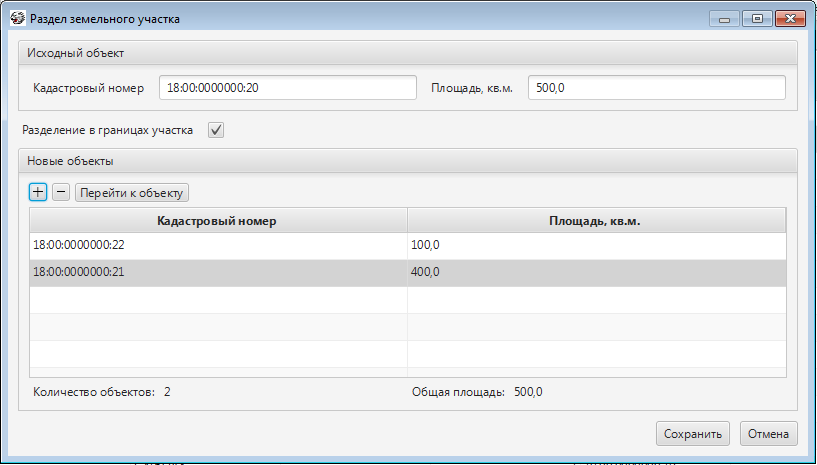 Раздел земельного участка
Исходный объект
Кадастровый номер 18:00:0000000:20 Площадь, кв.м. 500,0
Разделение в границах участка
Новые объекты
+ − Перейти к объекту
Кадастровый номер Площадь, кв.м.
18:00:0000000:22 100,0
18:00:0000000:21 400,0
Количество объектов: 2 Общая площадь: 500,0
Сохранить Отмена